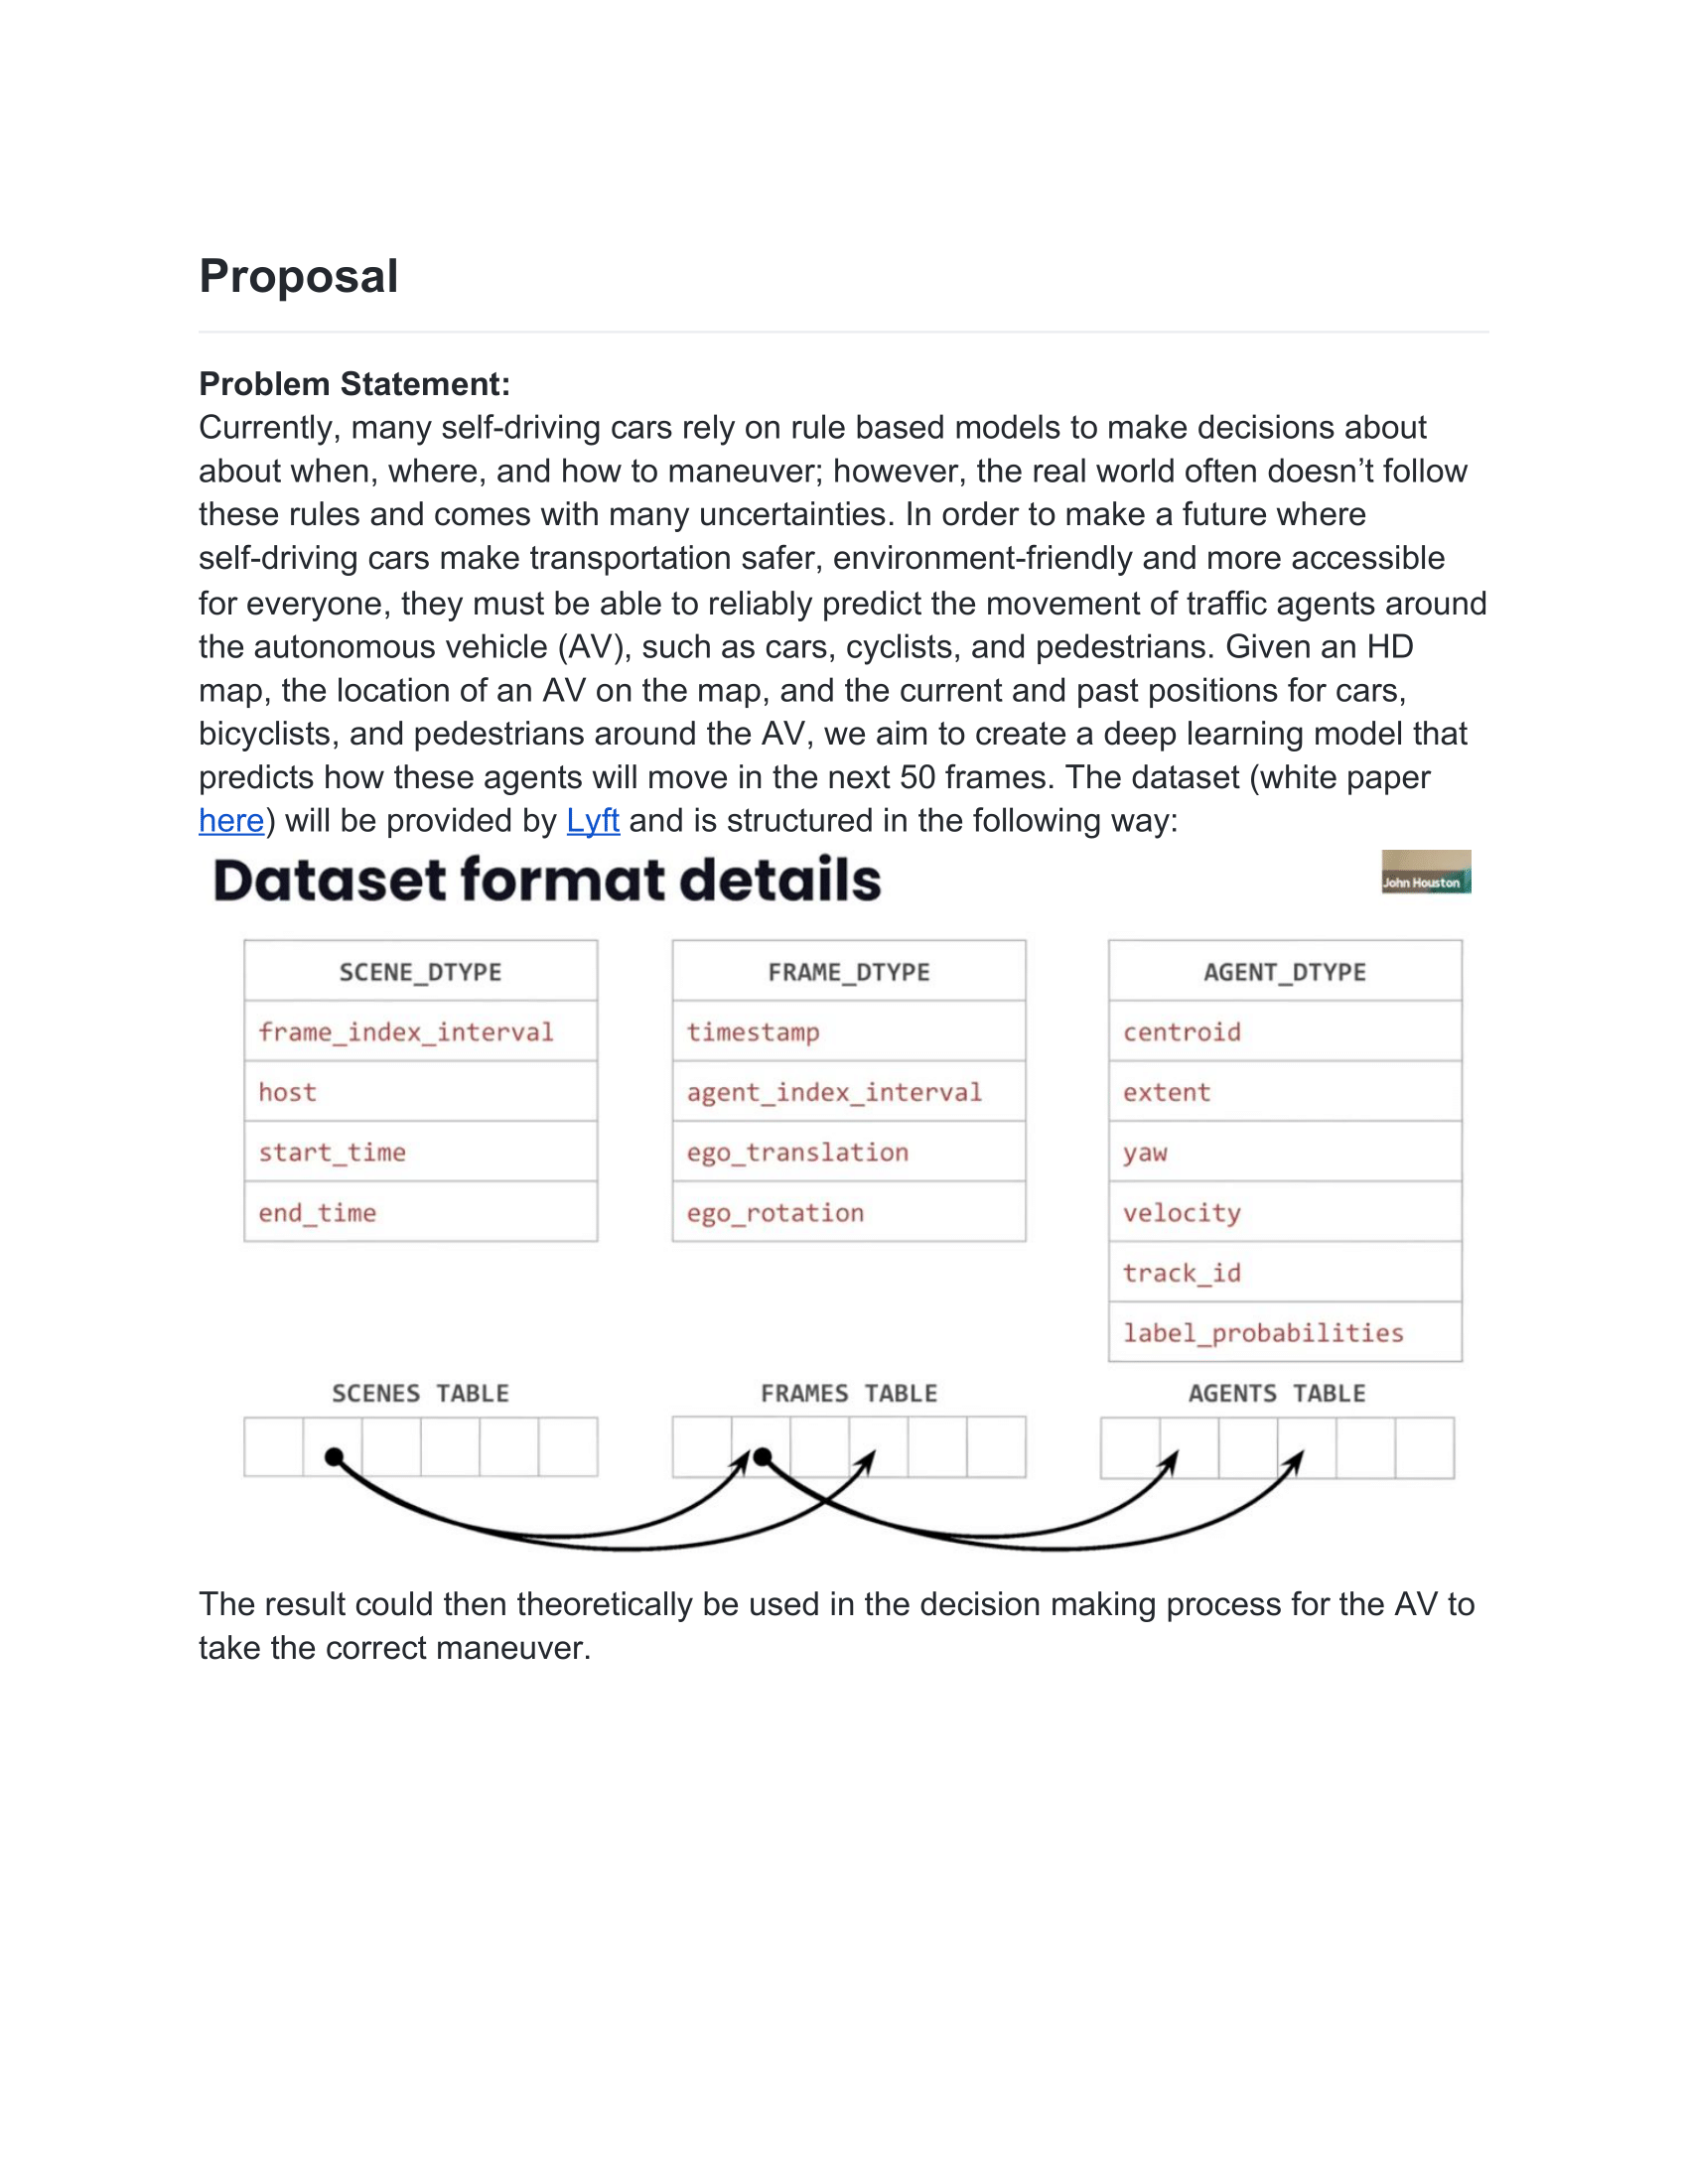 Proposal
Problem Statement:
Currently, many self-driving cars rely on rule based models to make decisions about
about when, where, and how to maneuver; however, the real world often doesn’t follow
these rules and comes with many uncertainties. In order to make a future where
self-driving cars make transportation safer, environment-friendly and more accessible
for everyone, they must be able to reliably predict the movement of traffic agents around
the autonomous vehicle (AV), such as cars, cyclists, and pedestrians. Given an HD
map, the location of an AV on the map, and the current and past positions for cars,
bicyclists, and pedestrians around the AV, we aim to create a deep learning model that
predicts how these agents will move in the next 50 frames. The dataset (white paper
here) will be provided by Lyft and is structured in the following way:
Dataset format details
John Houston
SCENE_DTYPE
frame_index_interval
host
start_time
end_time
FRAME_DTYPE
timestamp
agent_index_interval
ego_translation
ego_rotation
AGENT_DTYPE
centroid
extent
yaw
velocity
track_id
label_probabilities
SCENES TABLE
FRAMES TABLE
AGENTS TABLE
The result could then theoretically be used in the decision making process for the AV to
take the correct maneuver.